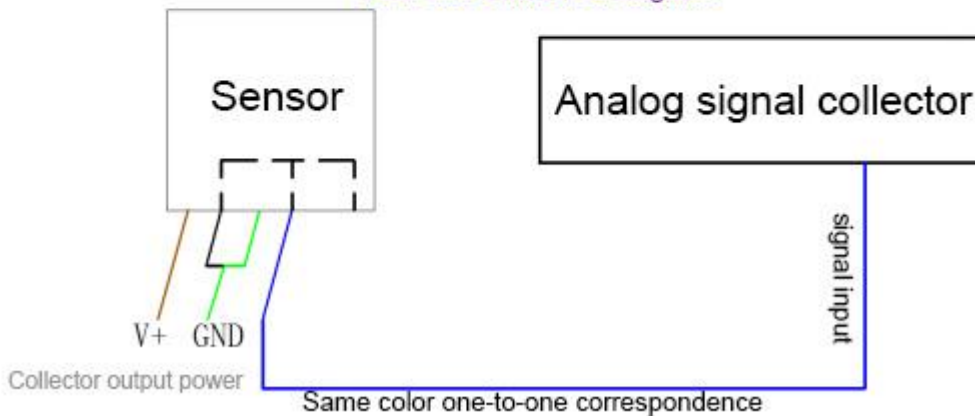 Sensor
Analog signal collector
signal input
V+ GND
Collector output power
Same color one-to-one correspondence